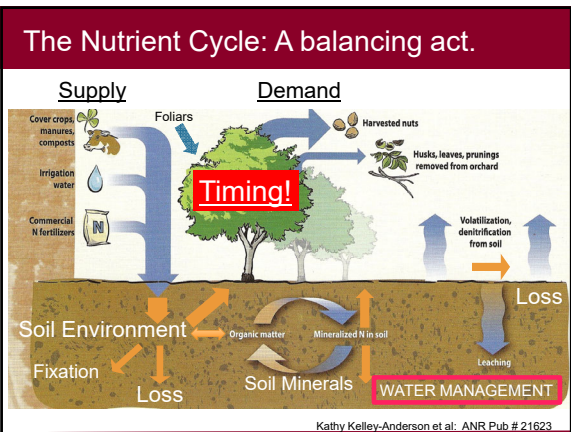 The Nutrient Cycle: A balancing act.
Supply
Demand
Cover crops,
manures,
composts
Foliars
Harvested nuts
Husks, leaves, prunings
removed from orchard
Irrigation
water
Timing!
Commercial
N fertilizers
N
Volatilization,
denitrification
from soil
Loss
Soil Environment
Organic matter
Mineralized N in soil
Fixation
Loss
Soil Minerals
Leaching
WATER MANAGEMENT
Kathy Kelley-Anderson et al: ANR Pub # 21623